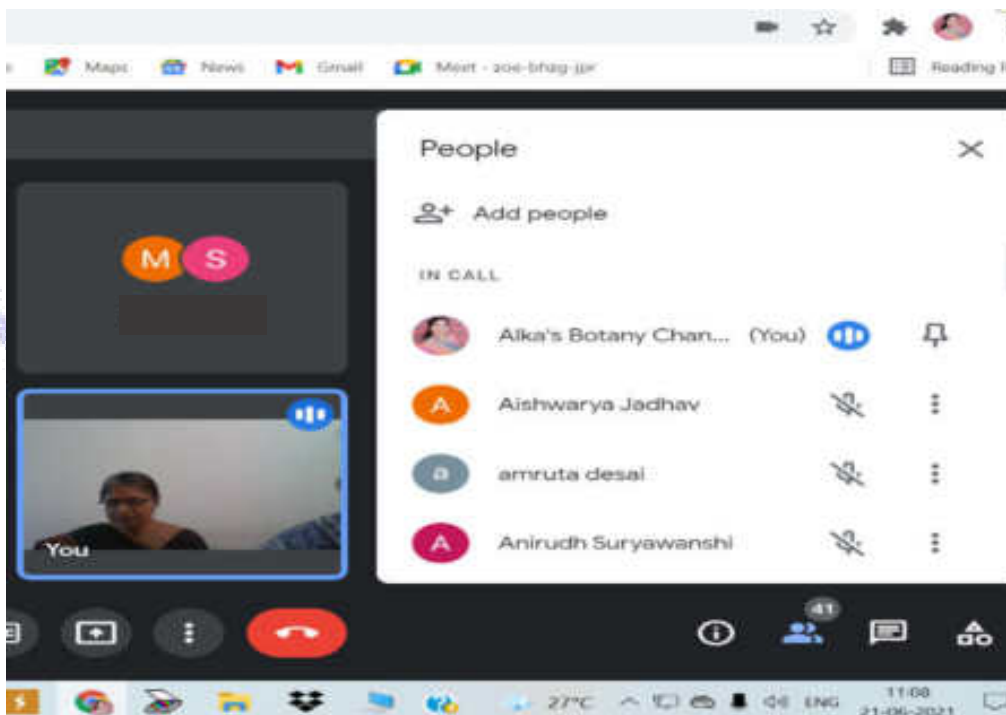 Maps News Gmail Meet - zoe-bhag-jpr Reading l
People
Add people
IN CALL
M S
Alka's Botany Chan... (You)
A Aishwarya Jadhav
a amruta desai
A Anirudh Suryawanshi
You
41
27°C ENG 11:08
21-06-2021